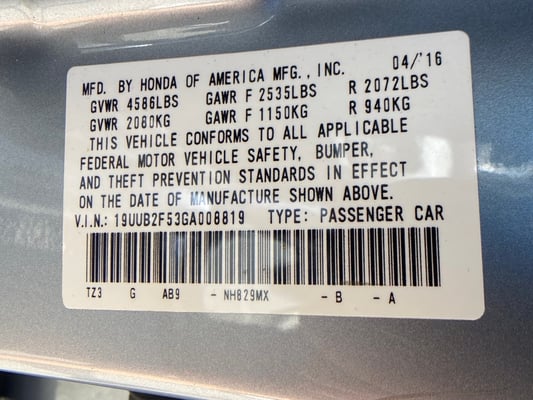 MFD. BY HONDA OF AMERICA MFG., INC. 04/'16
GVWR 4586LBS GAWR F 2535LBS R 2072LBS
GVWR 2080KG GAWR F 1150KG R 940KG
THIS VEHICLE CONFORMS TO ALL APPLICABLE
FEDERAL MOTOR VEHICLE SAFETY, BUMPER,
AND THEFT PREVENTION STANDARDS IN EFFECT
ON THE DATE OF MANUFACTURE SHOWN ABOVE.
V.I.N.: 19UUB2F53GA008819 TYPE: PASSENGER CAR
TZ3 G AB9 - NH829MX - B - A